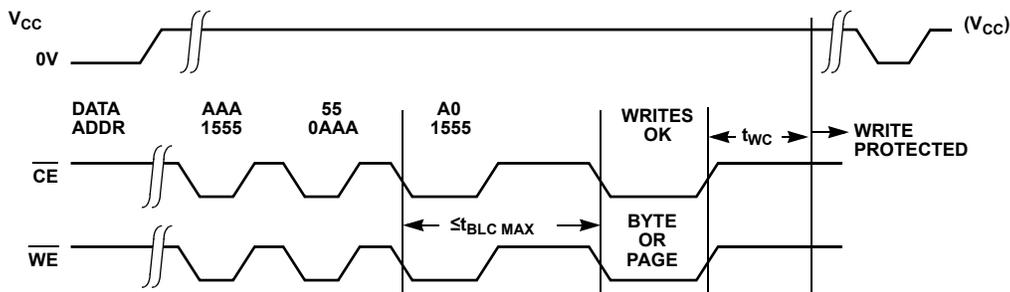 VCC
(VCC)
0V
DATA AAA 55 A0 WRITES
ADDR 1555 0AAA 1555 OK
tWC
WRITE
PROTECTED
CE
≤tBLC MAX
BYTE
OR
PAGE
WE